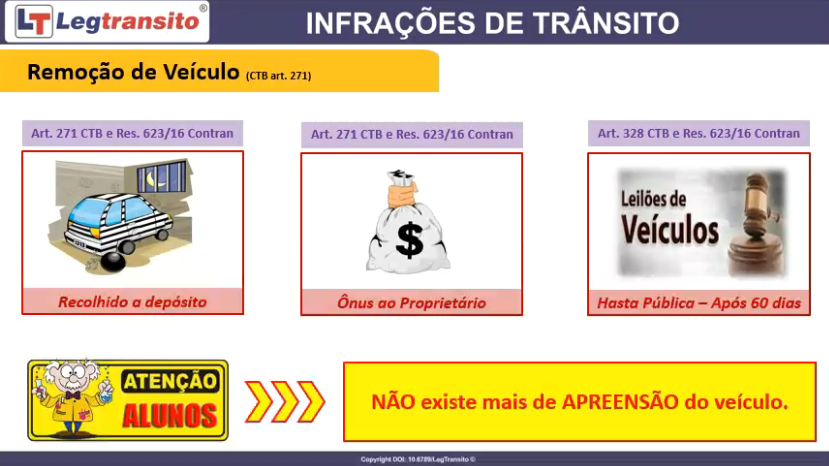 LT Legtransito®
INFRAÇÕES DE TRÂNSITO
Remoção de Veículo (CTB art. 271)
Art. 271 CTB e Res. 623/16 Contran
Art. 271 CTB e Res. 623/16 Contran
Art. 328 CTB e Res. 623/16 Contran
$
Leilões de
Veículos
Recolhido a depósito
Ônus ao Proprietário
Hasta Pública – Após 60 dias
ATENÇÃO
ALUNOS
NÃO existe mais de APREENSÃO do veículo.
Copyright DOI: 10.6789/LegTransito ©